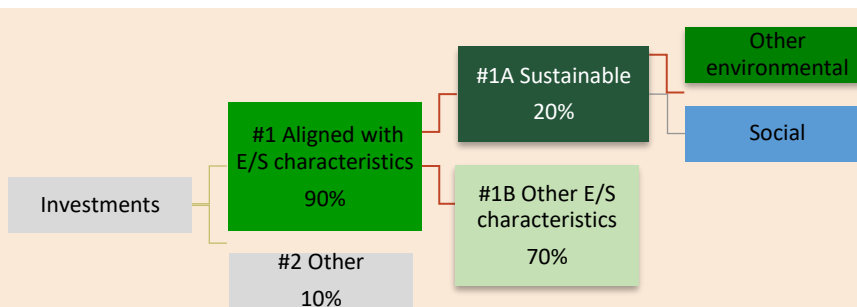 Investments
#1 Aligned with
E/S characteristics
90%
#2 Other
10%
#1A Sustainable
20%
#1B Other E/S
characteristics
70%
Other
environmental
Social